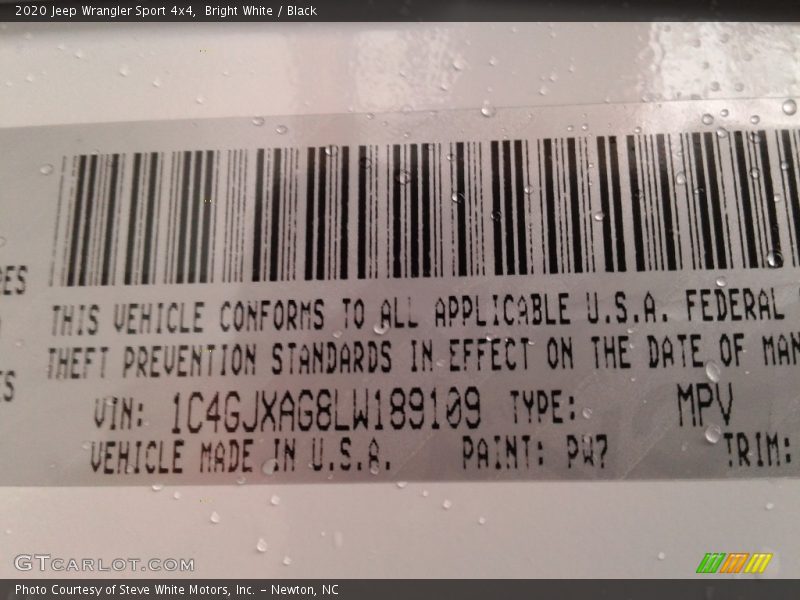 2020 Jeep Wrangler Sport 4x4, Bright White / Black
THIS VEHICLE CONFORMS TO ALL APPLICABLE U.S.A. FEDERAL
THEFT PREVENTION STANDARDS IN EFFECT ON THE DATE OF MAN
VIN: 1C4GJXAG8LW189109 TYPE: MPV
VEHICLE MADE IN U.S.A. PAINT: PW7 TRIM:
GTCARLOT.COM
Photo Courtesy of Steve White Motors, Inc. – Newton, NC